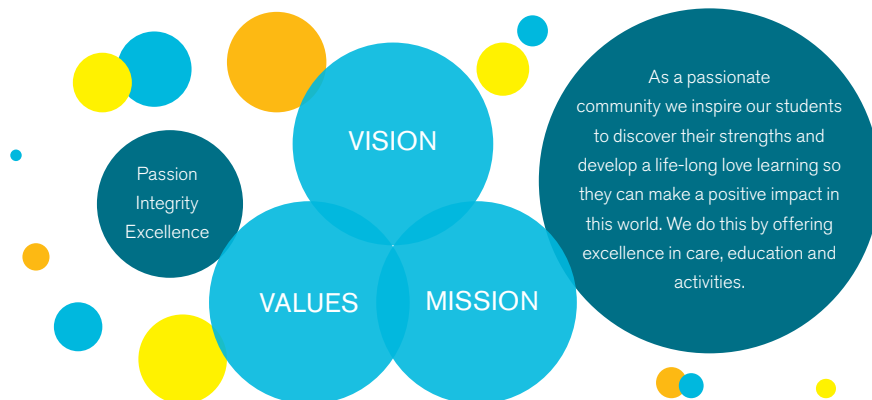 VISION
Passion
Integrity
Excellence
VALUES
MISSION
As a passionate
community we inspire our students
to discover their strengths and
develop a life-long love learning so
they can make a positive impact in
this world. We do this by offering
excellence in care, education and
activities.